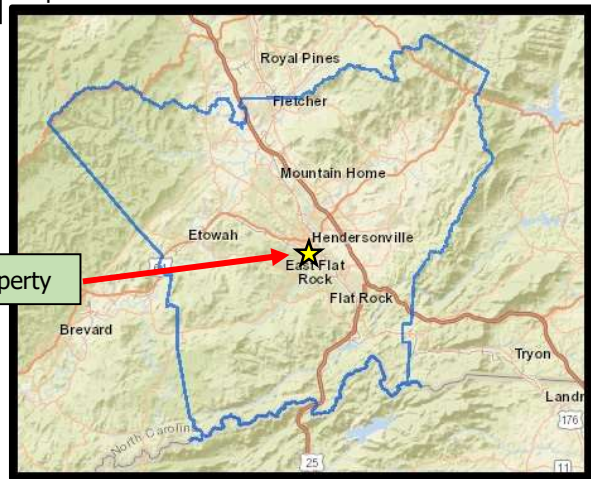 Royal Pines
Fletcher
Mountain Home
Etowah
Hendersonville
East Flat
Rock
Flat Rock
perty
Brevard
Tryon
Landr
176
North Carolin
25
11